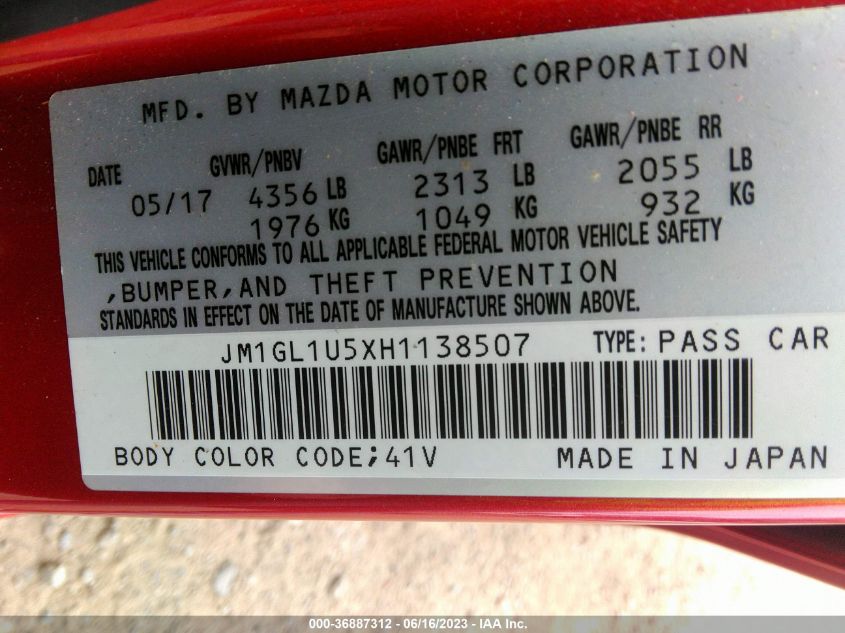 MFD. BY MAZDA MOTOR CORPORATION
DATE GVWR/PNBV GAWR/PNBE FRT GAWR/PNBE RR
05/17 4356 LB 2313 LB 2055 LB
1976 KG 1049 KG 932 KG
THIS VEHICLE CONFORMS TO ALL APPLICABLE FEDERAL MOTOR VEHICLE SAFETY
,BUMPER,AND THEFT PREVENTION
STANDARDS IN EFFECT ON THE DATE OF MANUFACTURE SHOWN ABOVE.
JM1GL1U5XH1138507 TYPE: PASS CAR
BODY COLOR CODE;41V MADE IN JAPAN
000-36887312 - 06/16/2023 - IAA Inc.